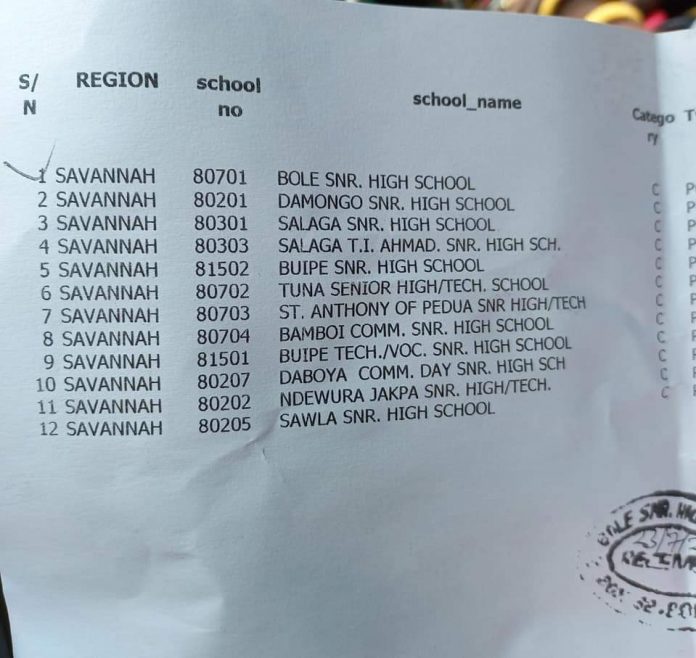 S/N REGION school no school_name Category T
1 SAVANNAH 80701 BOLE SNR. HIGH SCHOOL C P
2 SAVANNAH 80201 DAMONGO SNR. HIGH SCHOOL C P
3 SAVANNAH 80301 SALAGA SNR. HIGH SCHOOL C P
4 SAVANNAH 80303 SALAGA T.I. AHMAD. SNR. HIGH SCH. C P
5 SAVANNAH 81502 BUIPE SNR. HIGH SCHOOL C P
6 SAVANNAH 80702 TUNA SENIOR HIGH/TECH. SCHOOL C P
7 SAVANNAH 80703 ST. ANTHONY OF PEDUA SNR HIGH/TECH C P
8 SAVANNAH 80704 BAMBOI COMM. SNR. HIGH SCHOOL C P
9 SAVANNAH 81501 BUIPE TECH./VOC. SNR. HIGH SCHOOL C P
10 SAVANNAH 80207 DABOYA COMM. DAY SNR. HIGH SCH C P
11 SAVANNAH 80202 NDEWURA JAKPA SNR. HIGH/TECH. C P
12 SAVANNAH 80205 SAWLA SNR. HIGH SCHOOL C P
BOLE SNR.
23/7/